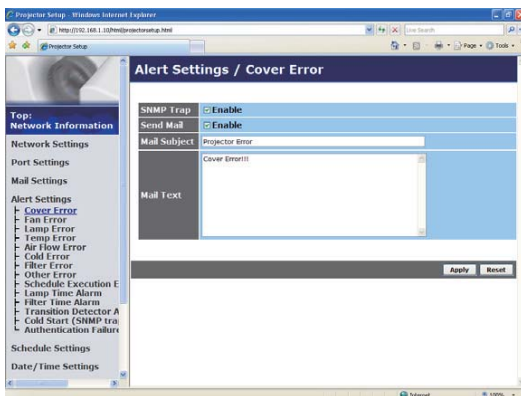 Projector Setup - Windows Internet Explorer
http://192.168.1.10/html/projectorsetup.html
Live Search
Projector Setup
Page
Tools
Top:
Network Information
Network Settings
Port Settings
Mail Settings
Alert Settings
Cover Error
Fan Error
Lamp Error
Temp Error
Air Flow Error
Cold Error
Filter Error
Other Error
Schedule Execution E
Lamp Time Alarm
Filter Time Alarm
Transition Detector A
Cold Start (SNMP tra
Authentication Failure
Schedule Settings
Date/Time Settings
Alert Settings / Cover Error
SNMP Trap Enable
Send Mail Enable
Mail Subject Projector Error
Mail Text Cover Error!!!
Apply Reset
Internet 100%